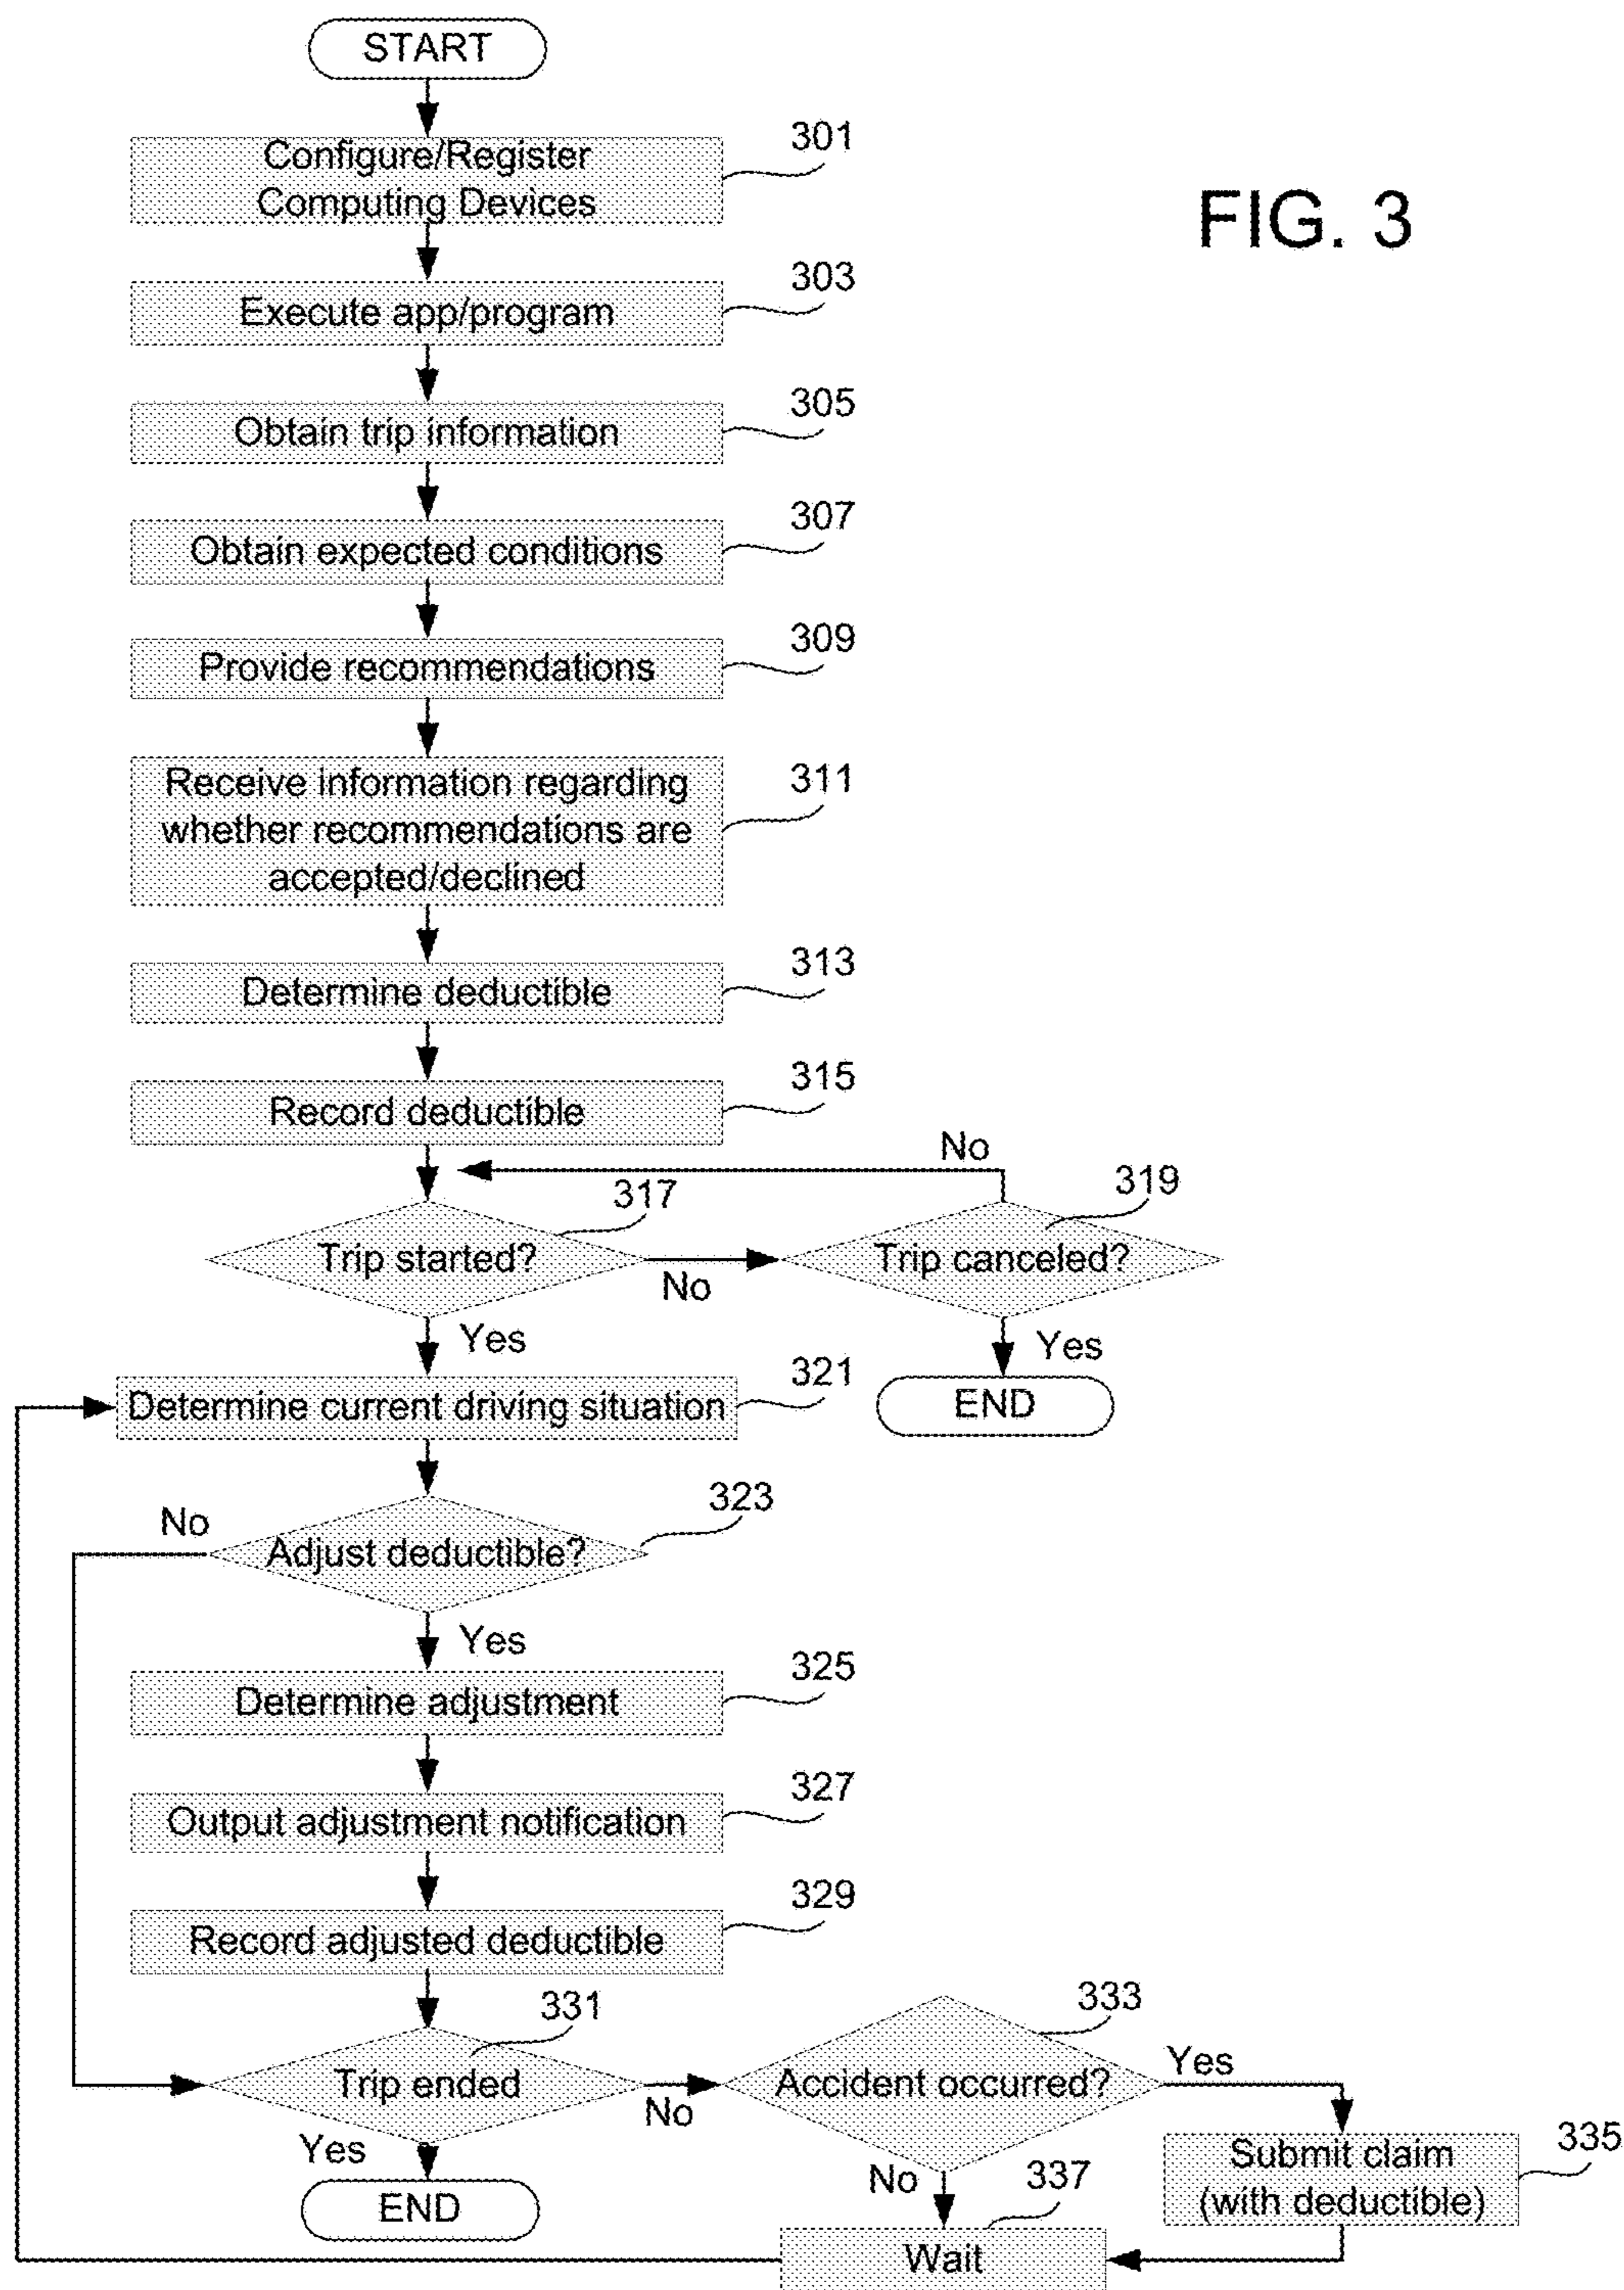 START
301
Configure/Register
Computing Devices
FIG. 3
303
Execute app/program
305
Obtain trip information
307
Obtain expected conditions
309
Provide recommendations
311
Receive information regarding
whether recommendations are
accepted/declined
313
Determine deductible
315
Record deductible
No
317
319
Trip started?
No
Trip canceled?
Yes
Yes
321
Determine current driving situation
END
323
No
Adjust deductible?
Yes
325
Determine adjustment
327
Output adjustment notification
329
Record adjusted deductible
331
333
Trip ended
No
Accident occurred?
Yes
Yes
335
Submit claim
(with deductible)
No
337
END
Wait